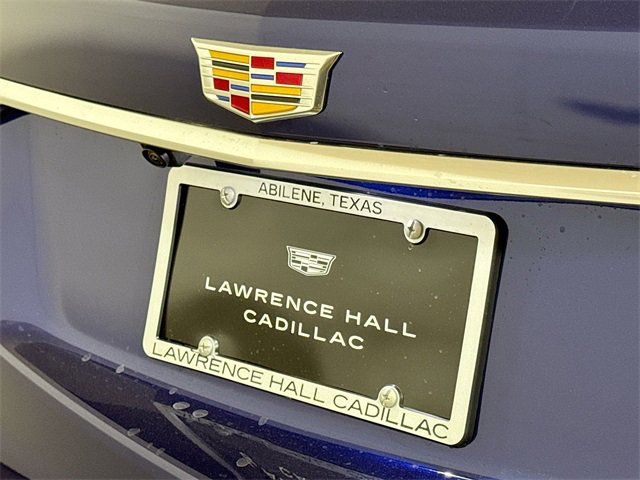 ABILENE, TEXAS
LAWRENCE HALL
CADILLAC
LAWRENCE HALL CADILLAC